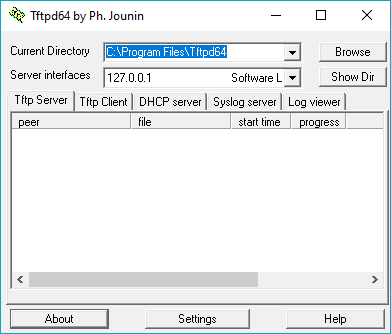 Tftpd64 by Ph. Jounin
Current Directory C:\Program Files\Tftpd64 Browse
Server interfaces 127.0.0.1 Software L Show Dir
Tftp Server Tftp Client DHCP server Syslog server Log viewer
peer file start time progress
About Settings Help